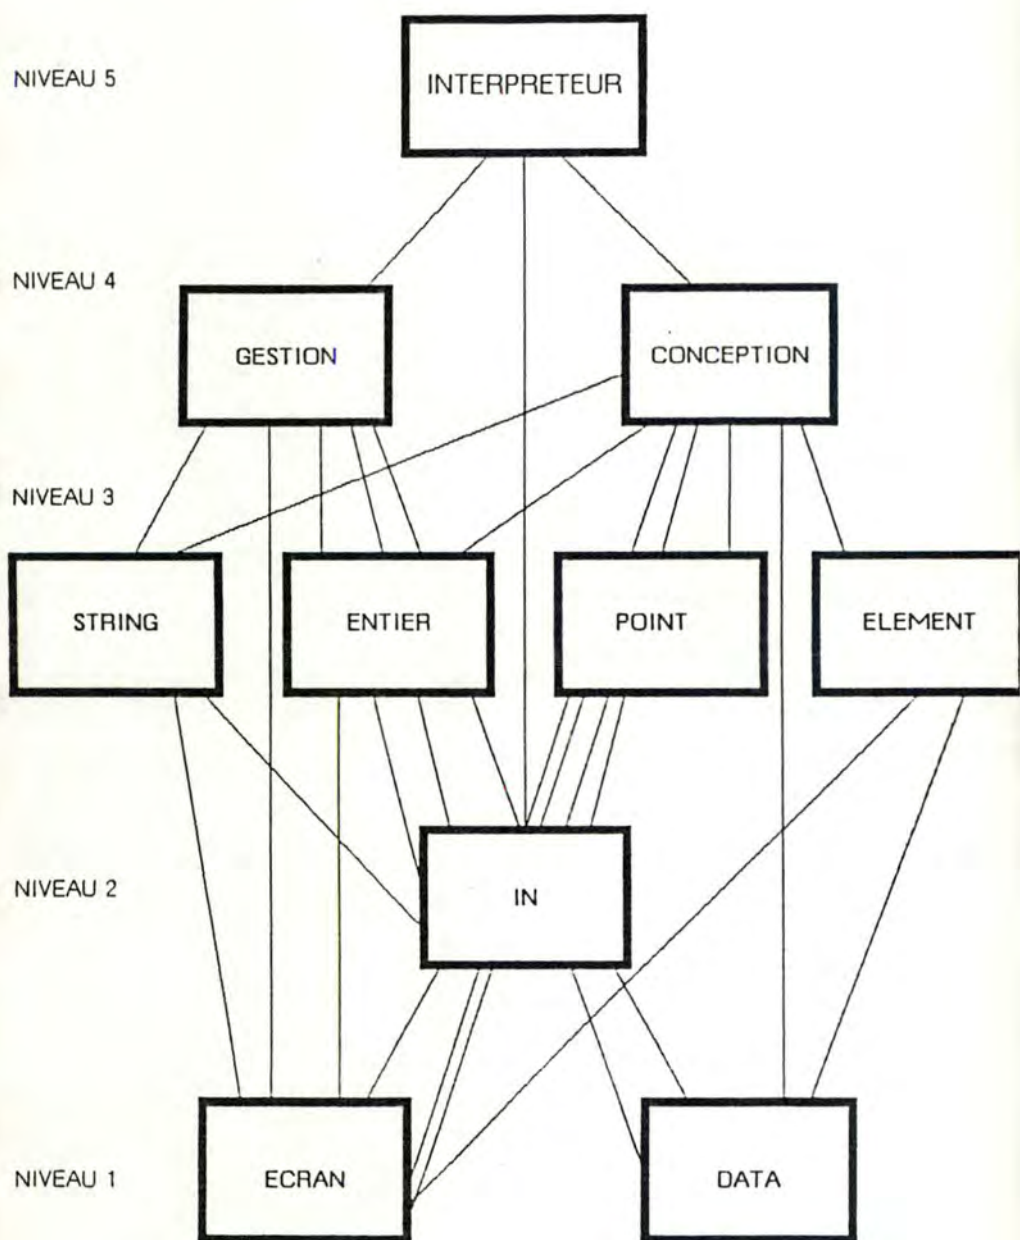 NIVEAU 5
INTERPRETEUR
NIVEAU 4
GESTION
CONCEPTION
NIVEAU 3
STRING
ENTIER
POINT
ELEMENT
NIVEAU 2
IN
NIVEAU 1
ECRAN
DATA